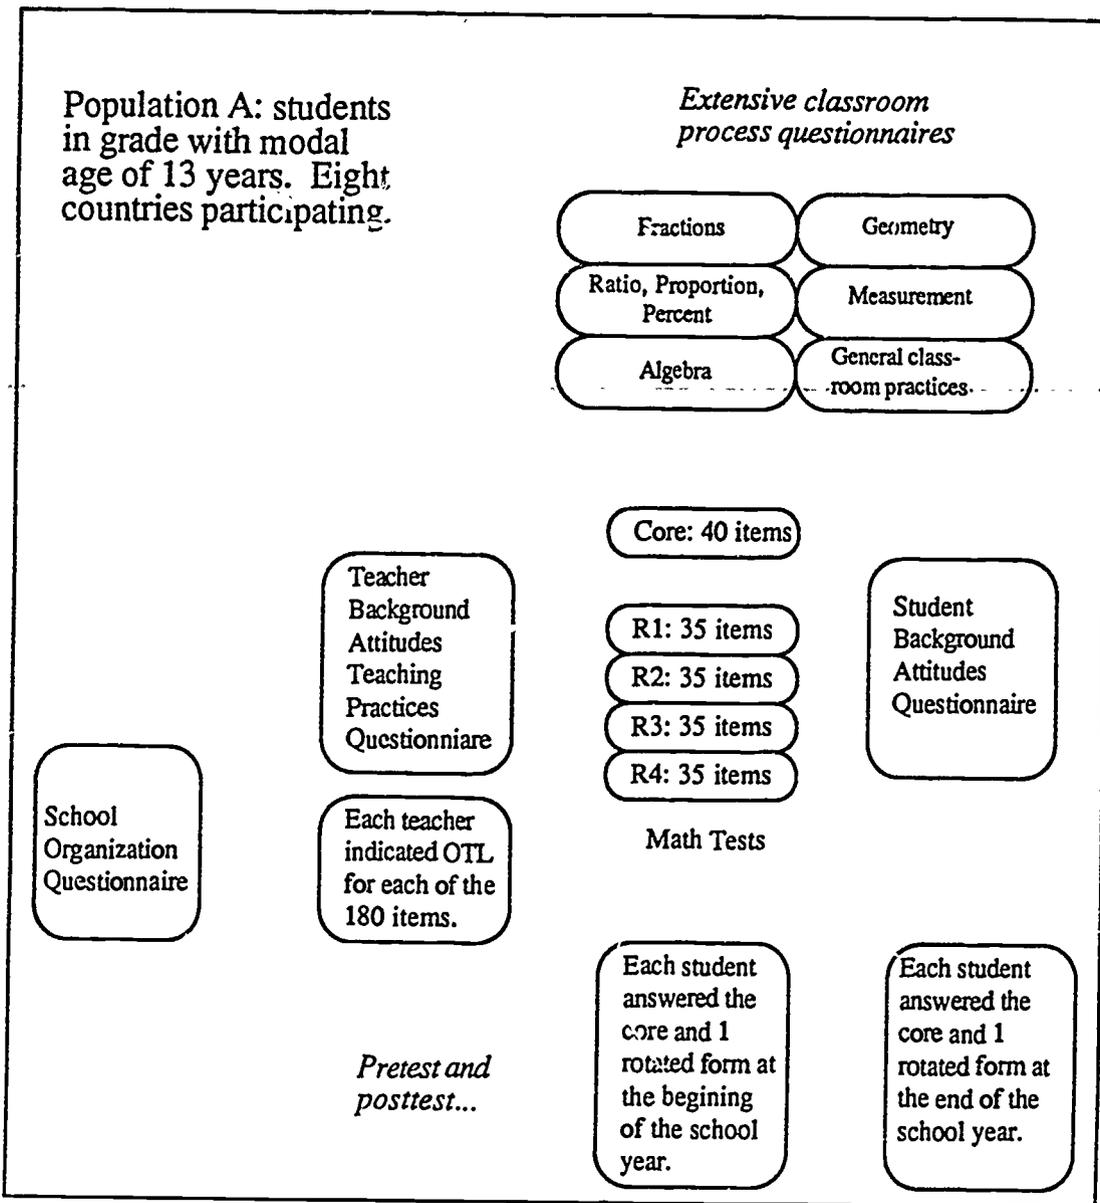 Population A: students
in grade with modal
age of 13 years. Eight
countries participating.
Extensive classroom
process questionnaires
Fractions
Geometry
Ratio, Proportion,
Percent
Measurement
Algebra
General class-
room practices
Core: 40 items
Teacher
Background
Attitudes
Teaching
Practices
Questionniare
R1: 35 items
R2: 35 items
R3: 35 items
R4: 35 items
Math Tests
Student
Background
Attitudes
Questionnaire
School
Organization
Questionnaire
Each teacher
indicated OTL
for each of the
180 items.
Pretest and
posttest...
Each student
answered the
core and 1
rotated form at
the begining
of the school
year.
Each student
answered the
core and 1
rotated form at
the end of the
school year.